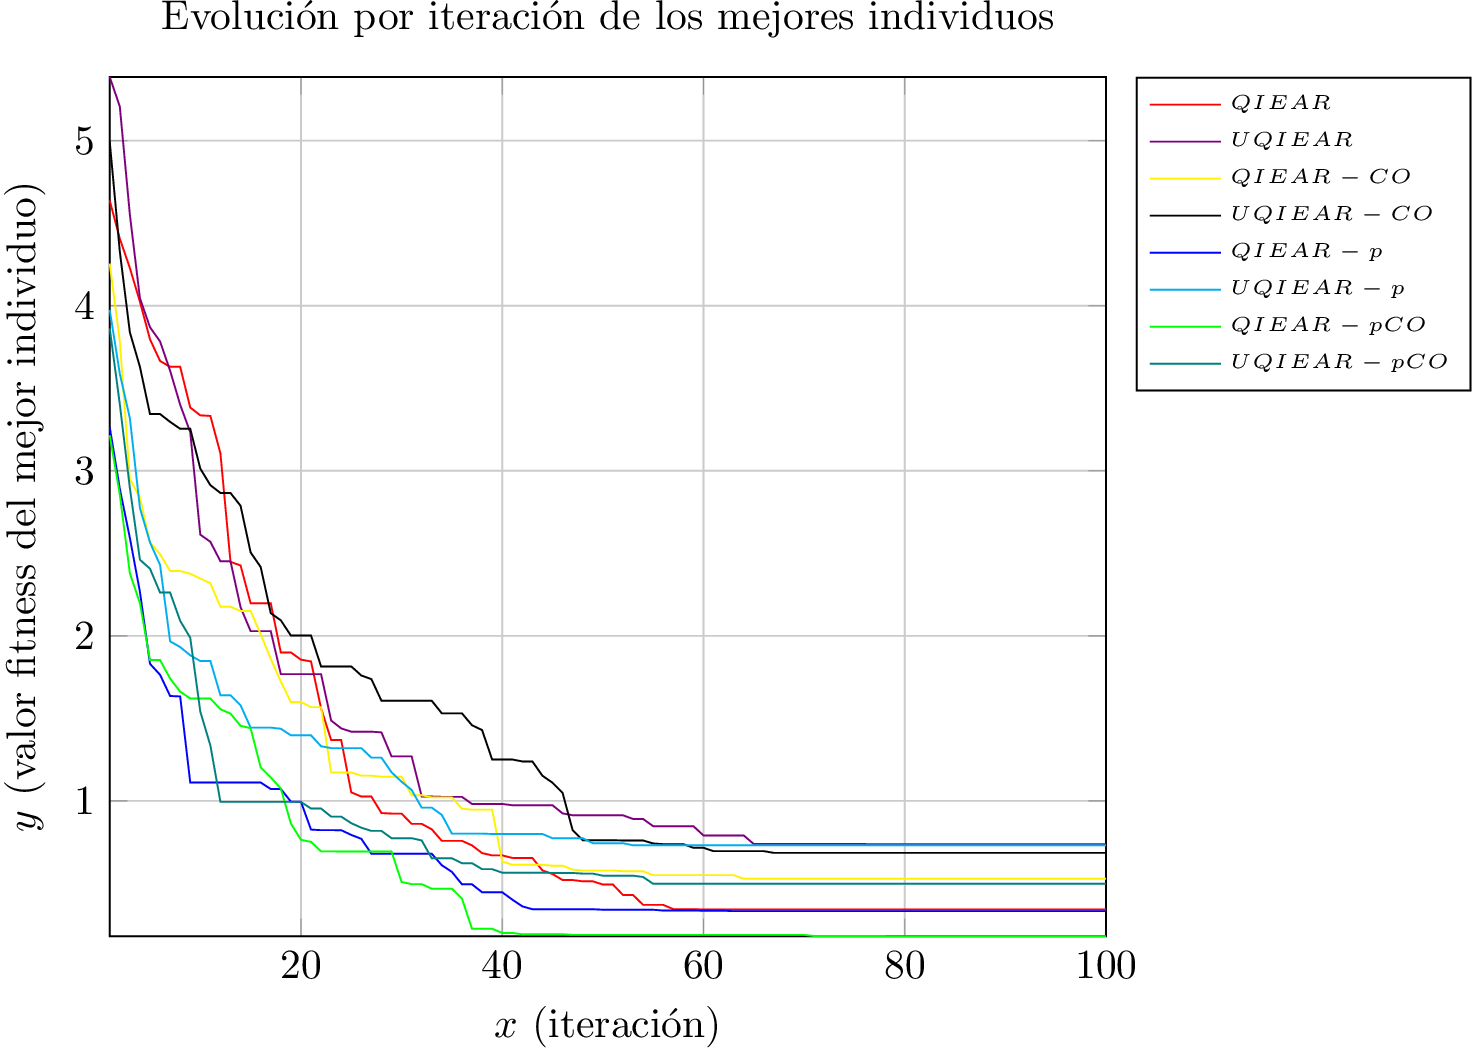 Evolución por iteración de los mejores individuos
y (valor fitness del mejor individuo)
5
4
3
2
1
20 40 60 80 100
x (iteración)
QIEAR
UQIEAR
QIEAR − CO
UQIEAR − CO
QIEAR − p
UQIEAR − p
QIEAR − pCO
UQIEAR − pCO